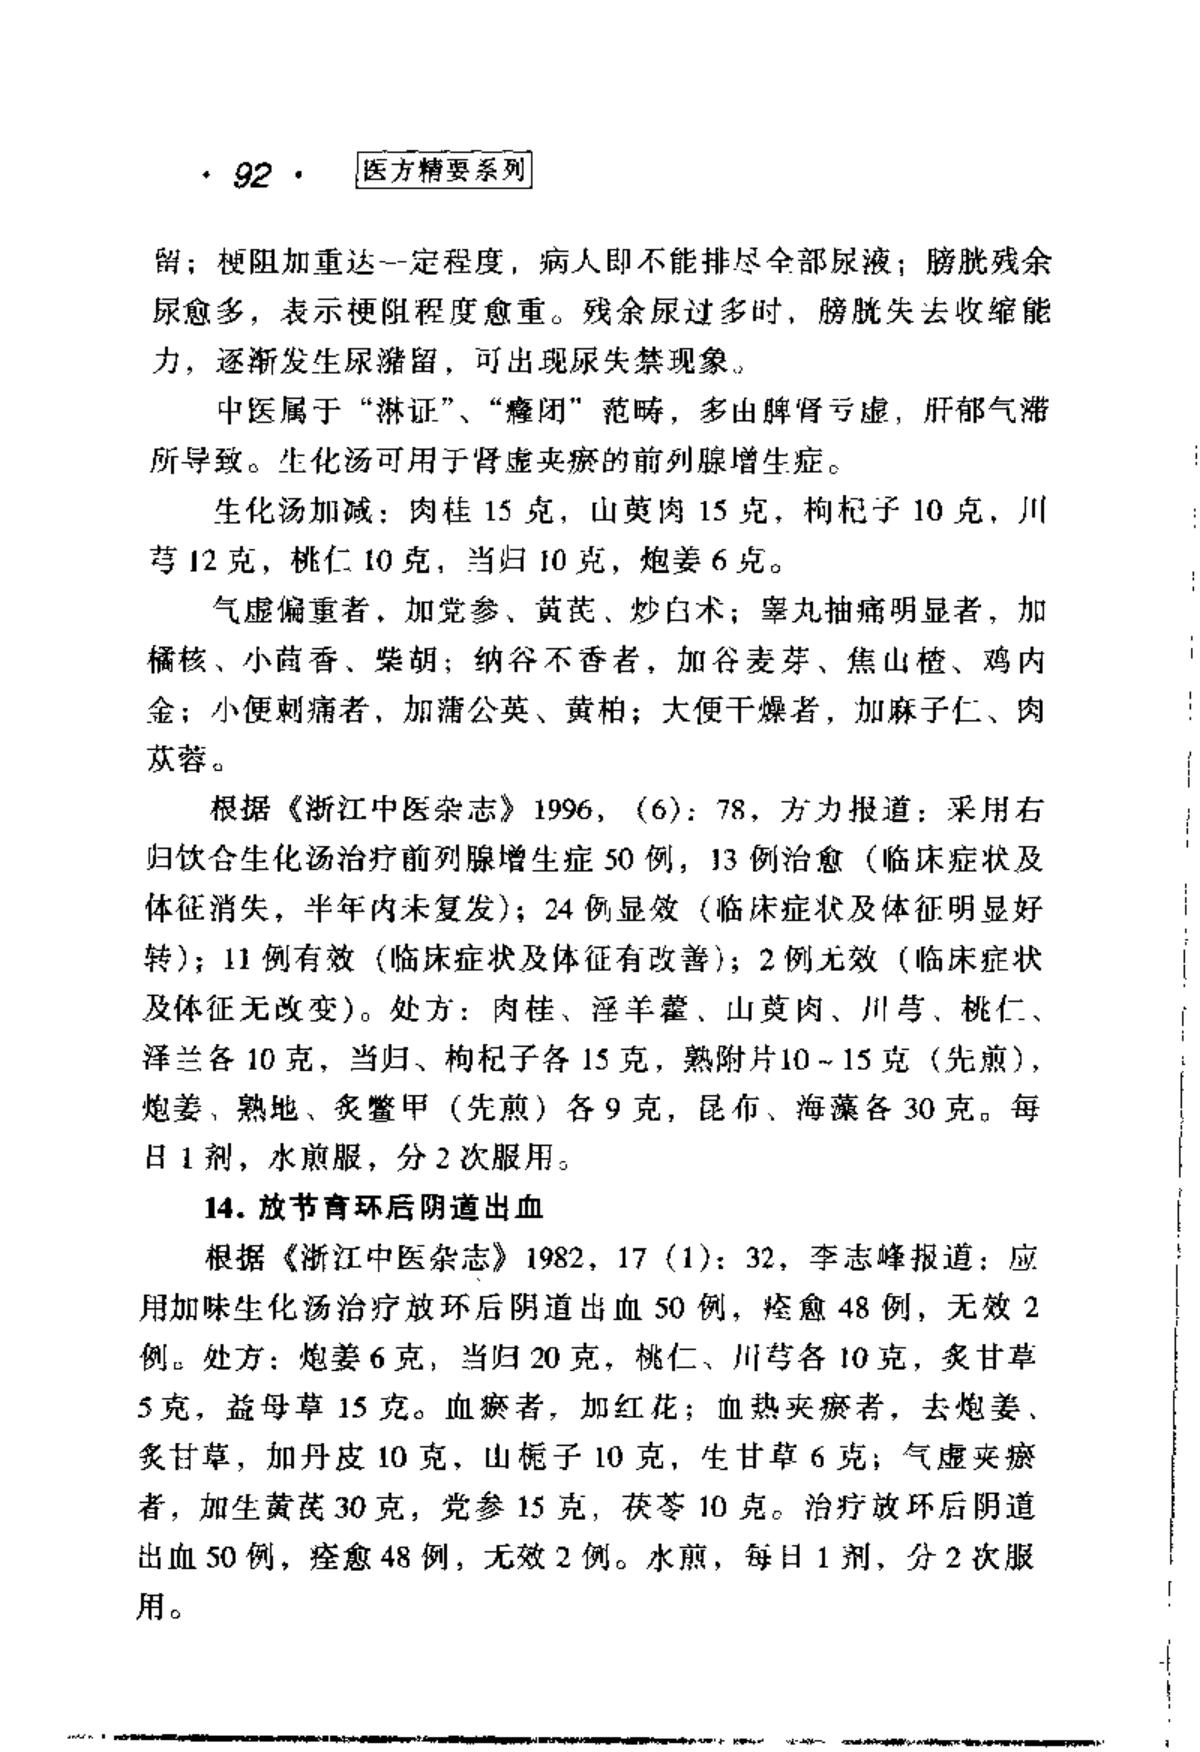 · 92 · 医方精要系列
留；梗阻加重达一定程度，病人即不能排尽全部尿液；膀胱残余
尿愈多，表示梗阻程度愈重。残余尿过多时，膀胱失去收缩能
力，逐渐发生尿潴留，可出现尿失禁现象。
中医属于“淋证”、“癃闭”范畴，多由脾肾亏虚，肝郁气滞
所导致。生化汤可用于肾虚夹瘀的前列腺增生症。
生化汤加减：肉桂 15 克，山萸肉 15 克，枸杞子 10 克，川
芎 12 克，桃仁 10 克，当归 10 克，炮姜 6 克。
气虚偏重者，加党参、黄芪、炒白术；睾丸抽痛明显者，加
橘核、小茴香、柴胡；纳谷不香者，加谷麦芽、焦山楂、鸡内
金；小便刺痛者，加蒲公英、黄柏；大便干燥者，加麻子仁、肉
苁蓉。
根据《浙江中医杂志》1996，（6）：78，方力报道：采用右
归饮合生化汤治疗前列腺增生症 50 例，13 例治愈（临床症状及
体征消失，半年内未复发）；24 例显效（临床症状及体征明显好
转）；11 例有效（临床症状及体征有改善）；2 例无效（临床症状
及体征无改变）。处方：肉桂、淫羊藿、山萸肉、川芎、桃仁、
泽兰各 10 克，当归、枸杞子各 15 克，熟附片10～15 克（先煎），
炮姜、熟地、炙鳖甲（先煎）各 9 克，昆布、海藻各 30 克。每
日 1 剂，水煎服，分 2 次服用。
14. 放节育环后阴道出血
根据《浙江中医杂志》1982，17（1）：32，李志峰报道：应
用加味生化汤治疗放环后阴道出血 50 例，痊愈 48 例，无效 2
例。处方：炮姜 6 克，当归 20 克，桃仁、川芎各 10 克，炙甘草
5 克，益母草 15 克。血瘀者，加红花；血热夹瘀者，去炮姜、
炙甘草，加丹皮 10 克，山栀子 10 克，生甘草 6 克；气虚夹瘀
者，加生黄芪 30 克，党参 15 克，茯苓 10 克。治疗放环后阴道
出血 50 例，痊愈 48 例，无效 2 例。水煎，每日 1 剂，分 2 次服
用。